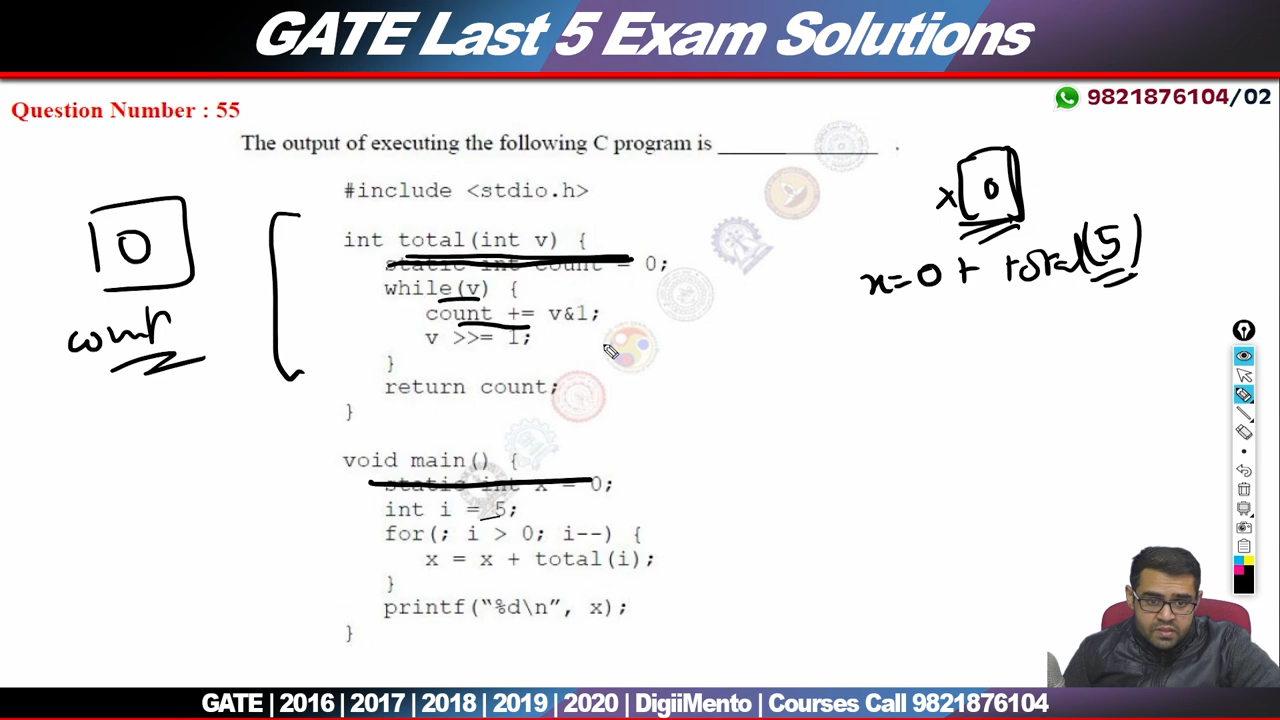 GATE Last 5 Exam Solutions
Question Number : 55
9821876104/02
The output of executing the following C program is ____________ .
#include <stdio.h>
int total(int v) {
static int count = 0;
while(v) {
count += v&1;
v >>= 1;
}
return count;
}
void main() {
static int x = 0;
int i = 5;
for(; i > 0; i--) {
x = x + total(i);
}
printf("%d\n", x);
}
0
count
x 0
x = 0 + total(5)
GATE | 2016 | 2017 | 2018 | 2019 | 2020 | DigiiMento | Courses Call 9821876104